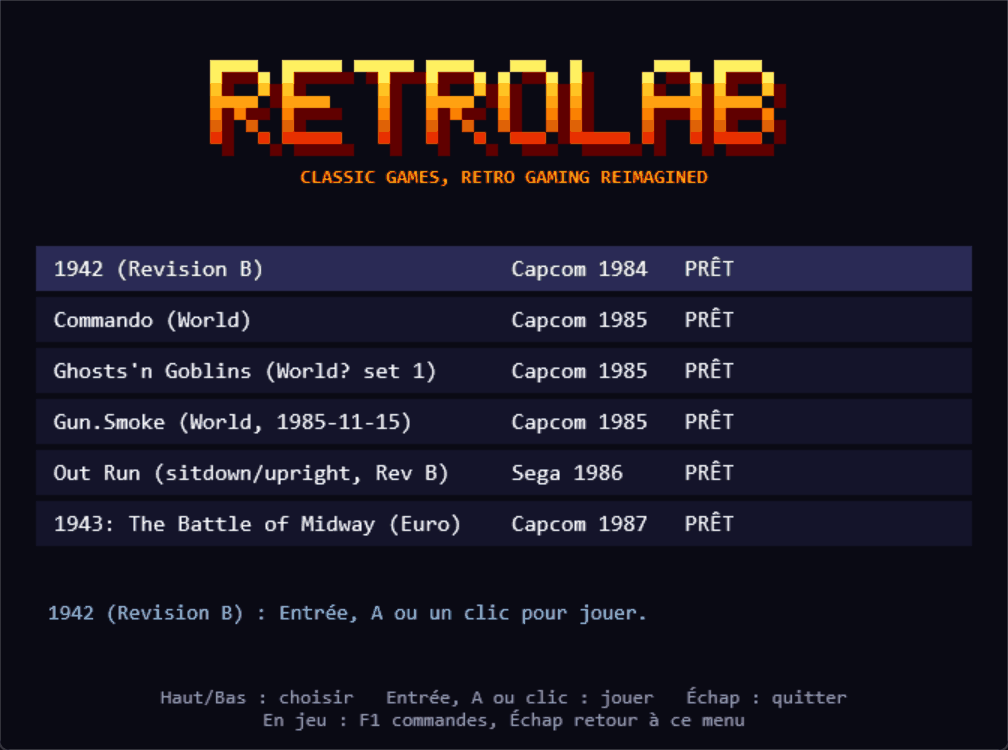 RETROLAB
CLASSIC GAMES, RETRO GAMING REIMAGINED
1942 (Revision B) Capcom 1984 PRÊT
Commando (World) Capcom 1985 PRÊT
Ghosts'n Goblins (World? set 1) Capcom 1985 PRÊT
Gun.Smoke (World, 1985-11-15) Capcom 1985 PRÊT
Out Run (sitdown/upright, Rev B) Sega 1986 PRÊT
1943: The Battle of Midway (Euro) Capcom 1987 PRÊT
1942 (Revision B) : Entrée, A ou un clic pour jouer.
Haut/Bas : choisir Entrée, A ou clic : jouer Échap : quitter
En jeu : F1 commandes, Échap retour à ce menu